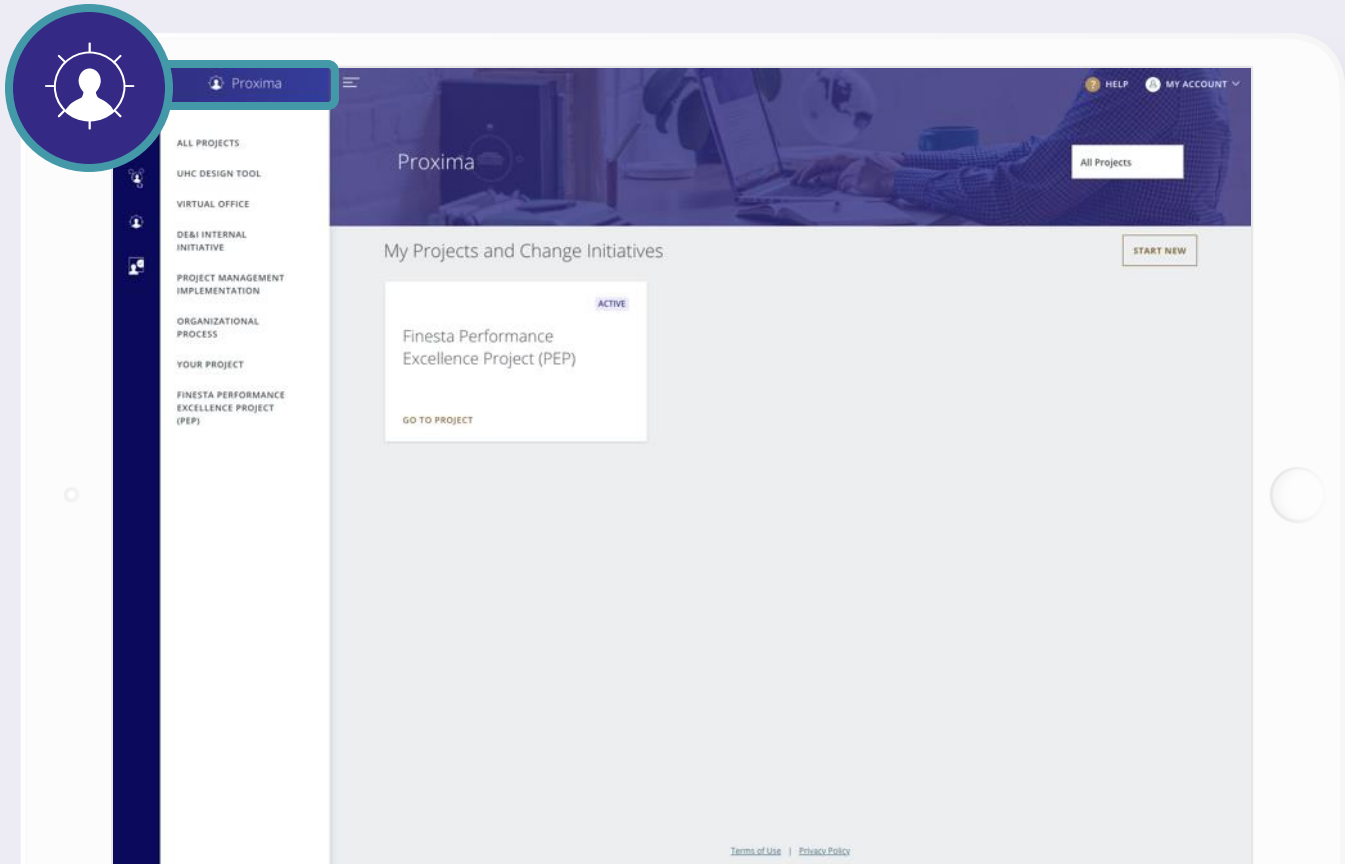 Proxima
HELP
MY ACCOUNT
ALL PROJECTS
UHC DESIGN TOOL
VIRTUAL OFFICE
DE&I INTERNAL
INITIATIVE
PROJECT MANAGEMENT
IMPLEMENTATION
ORGANIZATIONAL
PROCESS
YOUR PROJECT
FINESTA PERFORMANCE
EXCELLENCE PROJECT
(PEP)
Proxima
All Projects
My Projects and Change Initiatives
START NEW
ACTIVE
Finesta Performance
Excellence Project (PEP)
GO TO PROJECT
Terms of Use | Privacy Policy